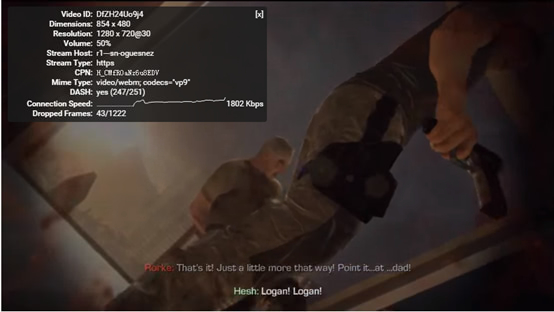 Video ID: DfZH24Uo9j4 [x]
Dimensions: 854 x 480
Resolution: 1280 x 720@30
Volume: 50%
Stream Host: r1---sn-oguesnez
Stream Type: https
CPN:
Mime Type: video/webm; codecs="vp9"
DASH: yes (247/251)
Connection Speed: 1802 Kbps
Dropped Frames: 43/1222
Rorke: That's it! Just a little more that way! Point it...at ...dad!
Hesh: Logan! Logan!